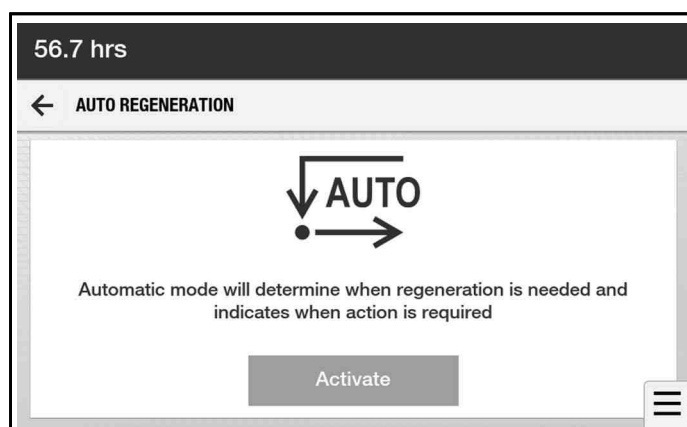 56.7 hrs
AUTO REGENERATION
AUTO
Automatic mode will determine when regeneration is needed and
indicates when action is required
Activate